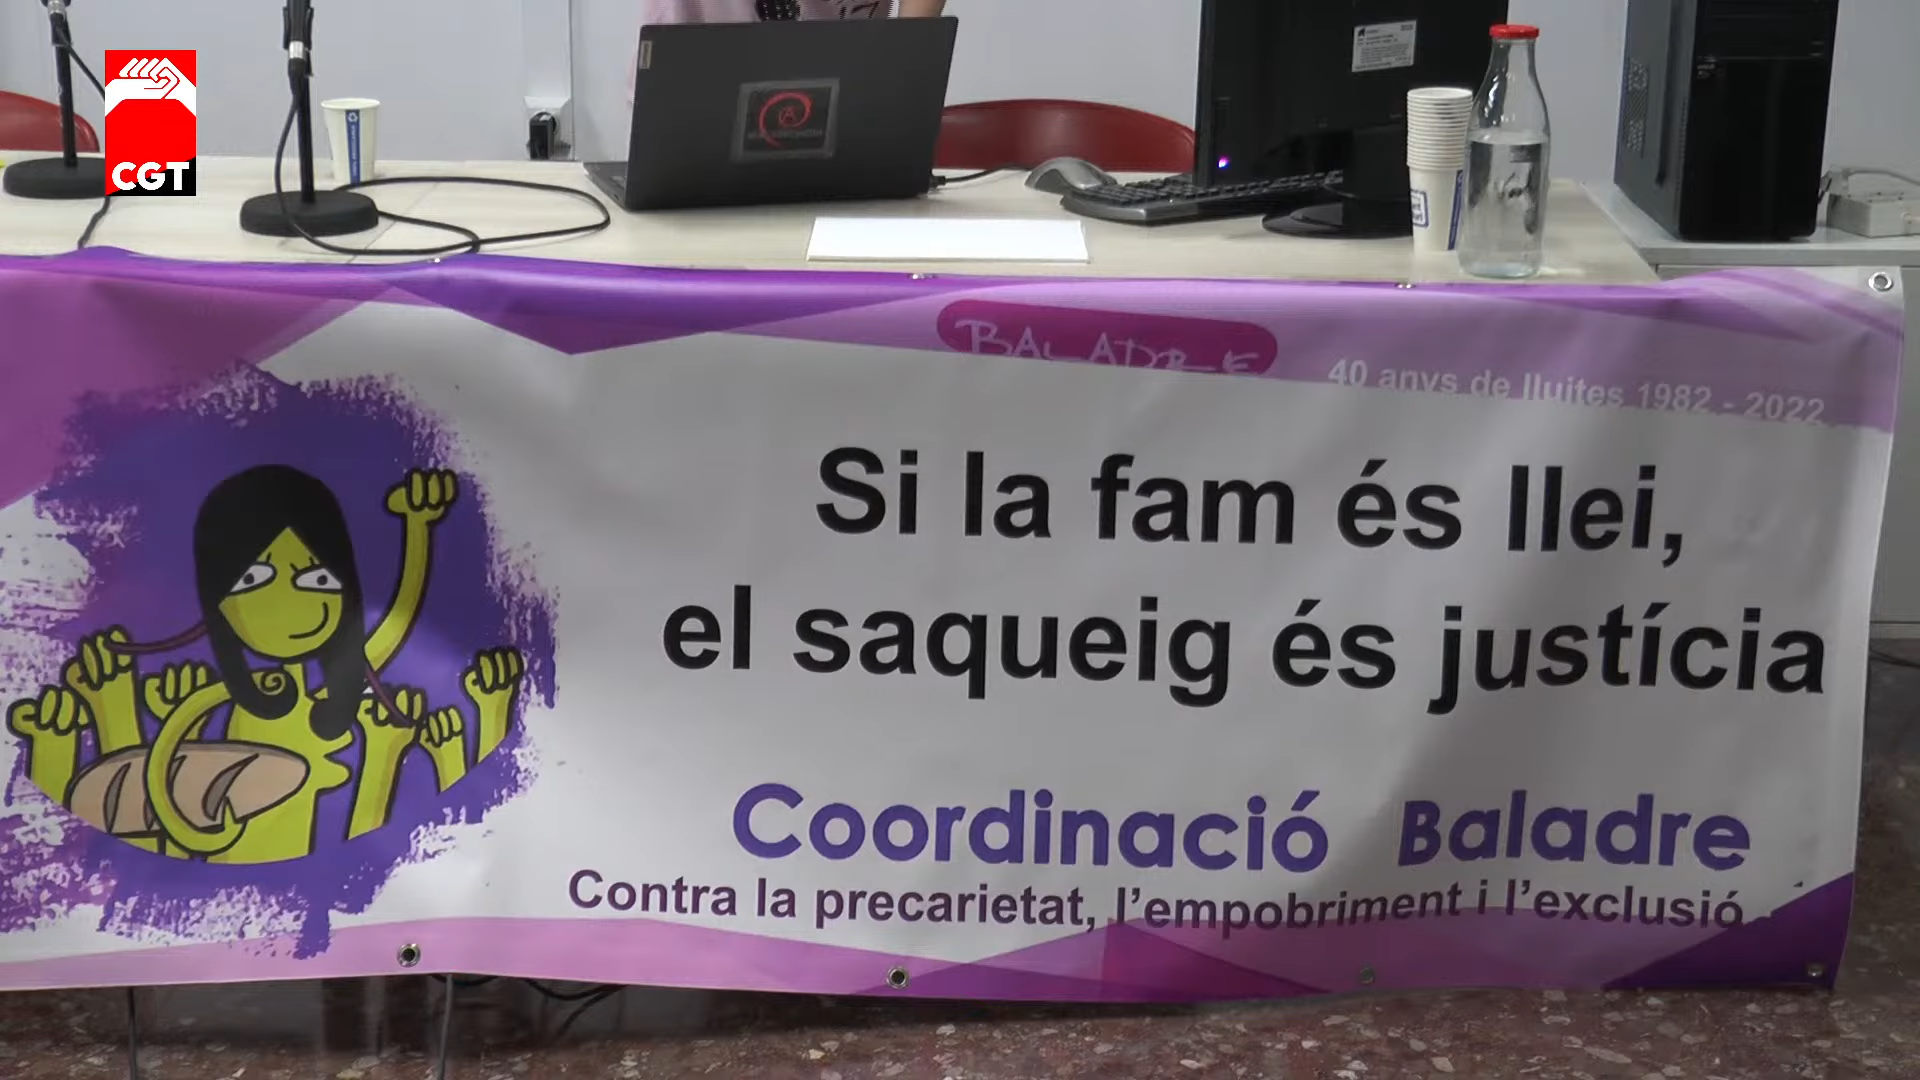 CGT
BALADRE
40 anys de lluites 1982 - 2022
Si la fam és llei,
el saqueig és justícia
Coordinació Baladre
Contra la precarietat, l'empobriment i l'exclusió